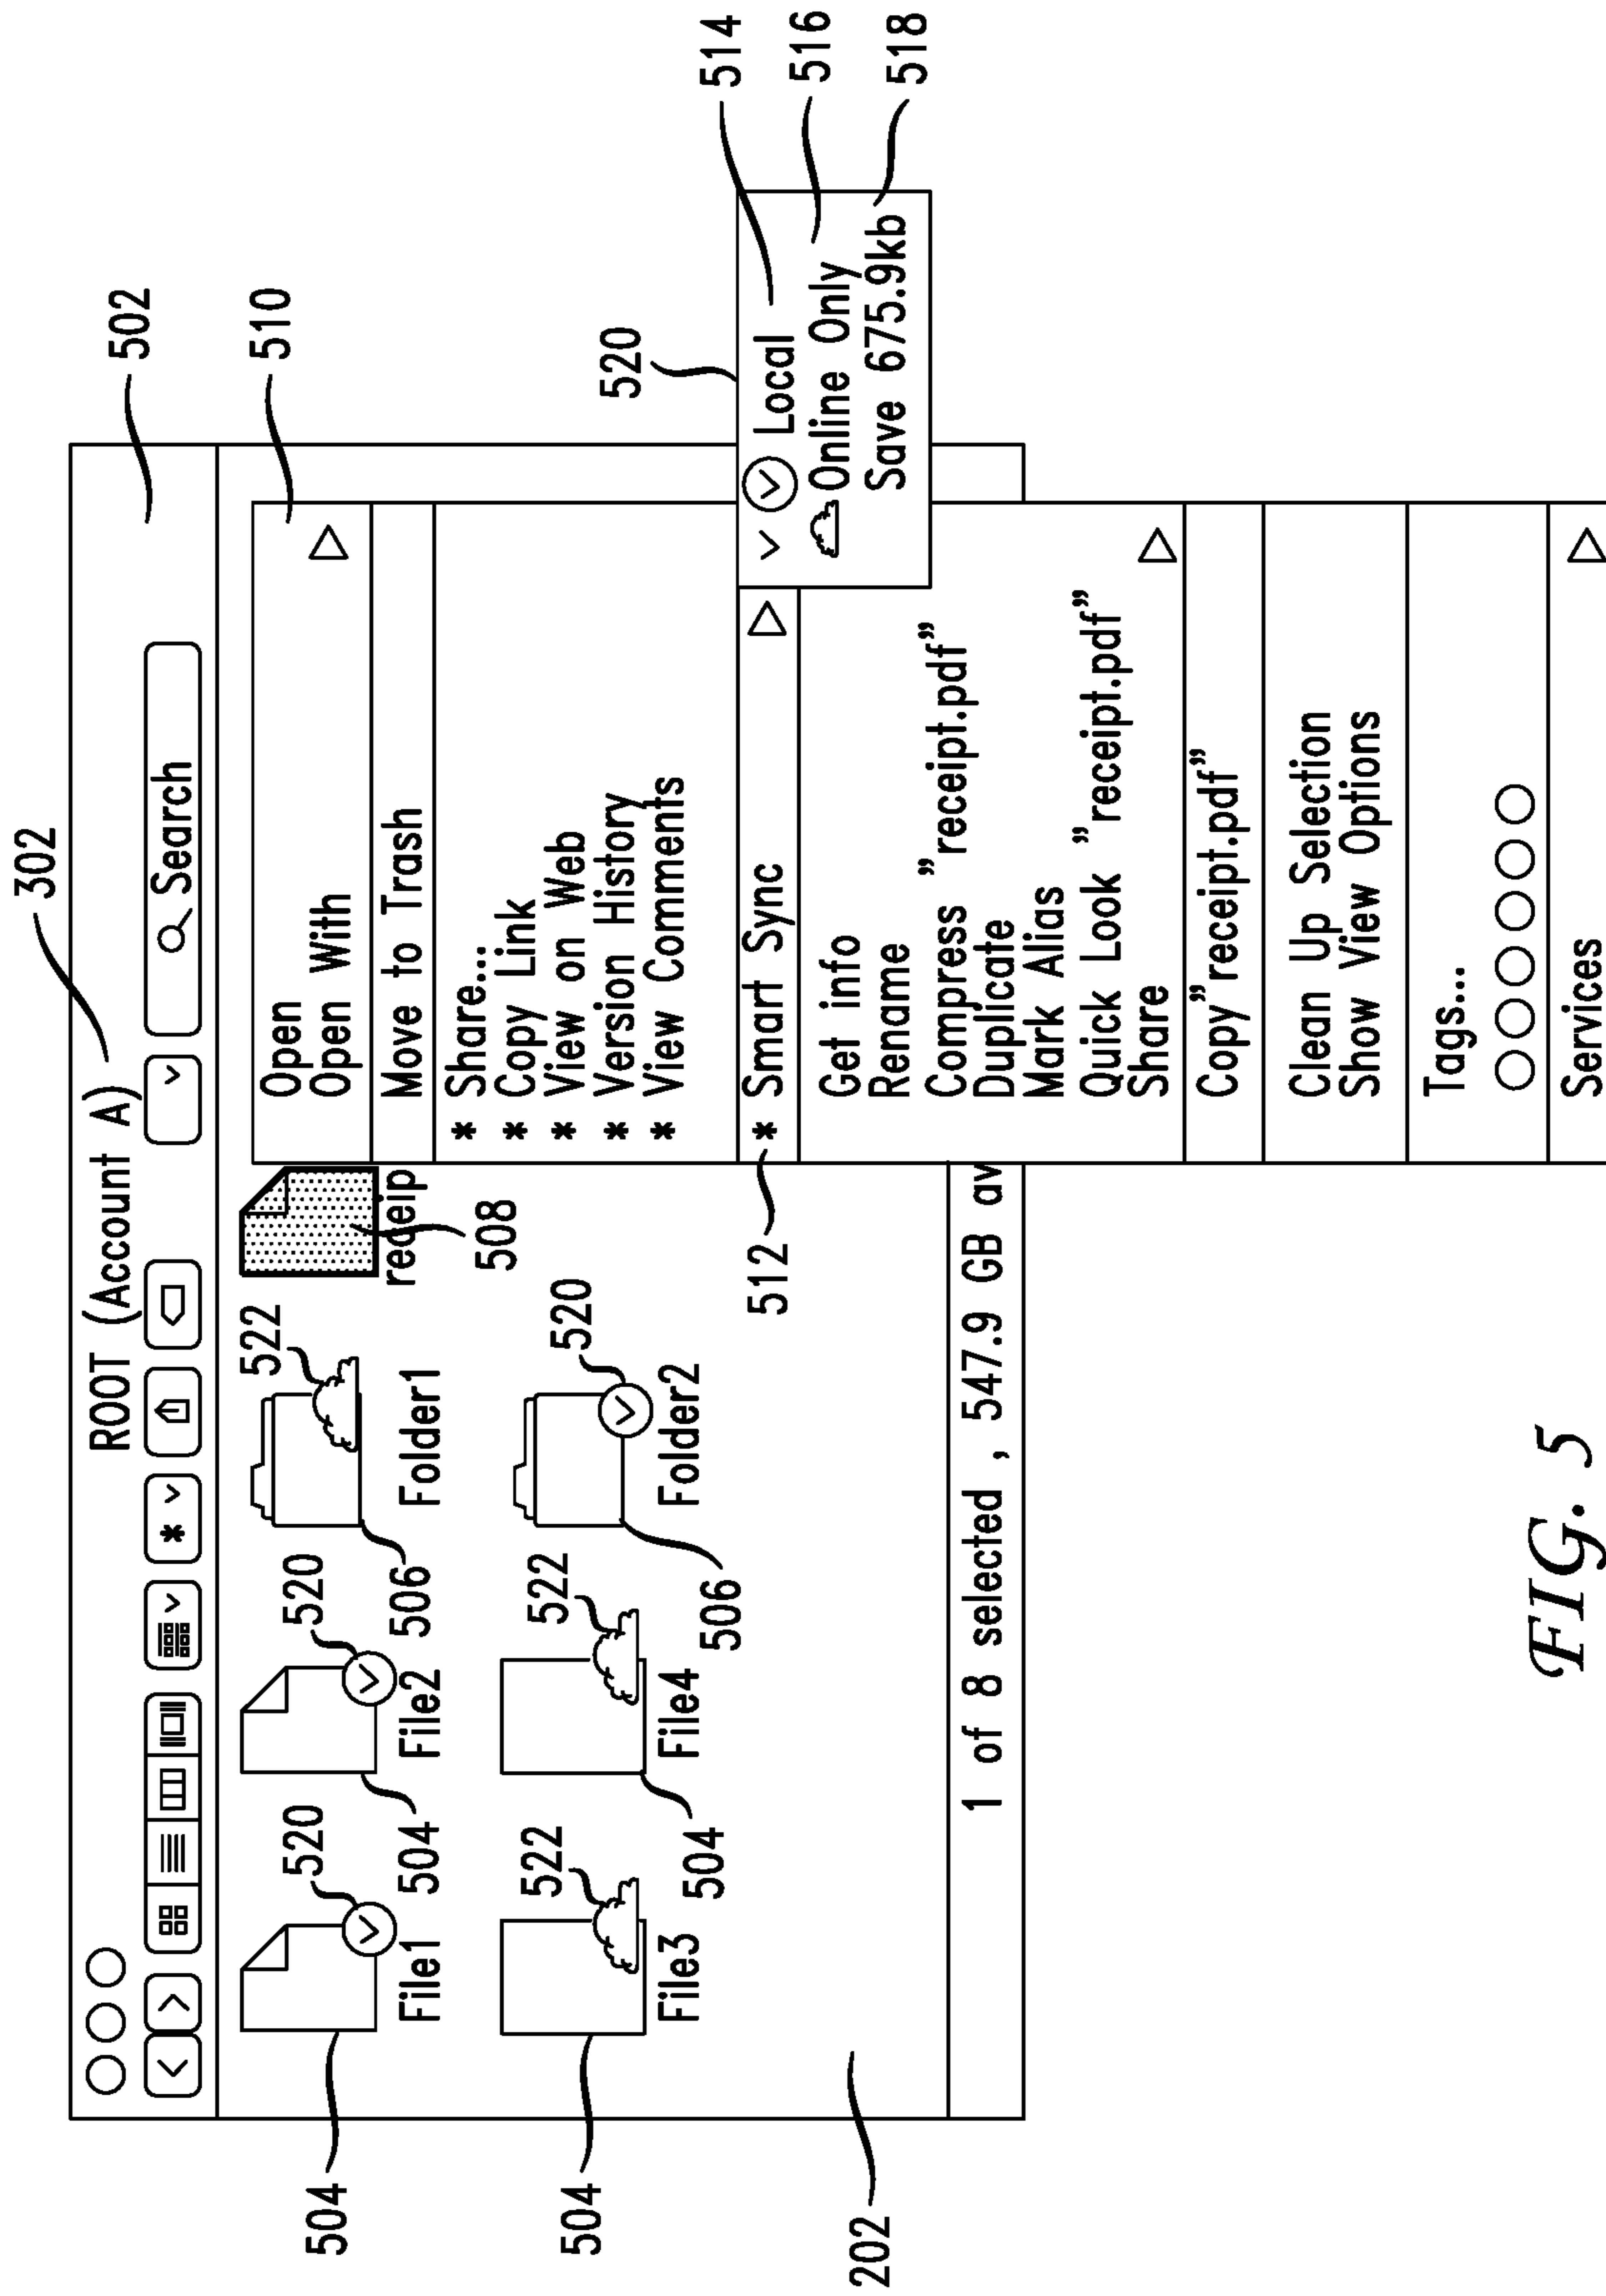 302
ROOT (Account A)
502
Search
510
504
520
520
522
File1
File2
Folder1
504
506
receip
508
504
522
522
520
File3
File4
Folder2
504
506
202
512
1 of 8 selected , 547.9 GB av
Open
Open With
Move to Trash
* Share...
* Copy Link
* View on Web
* Version History
* View Comments
* Smart Sync
520
Local
514
Online Only
516
Save 675.9kb
518
Get info
Rename
Compress ”receipt.pdf”
Duplicate
Mark Alias
Quick Look ”receipt.pdf”
Share
Copy”receipt.pdf”
Clean Up Selection
Show View Options
Tags...
Services
FIG. 5